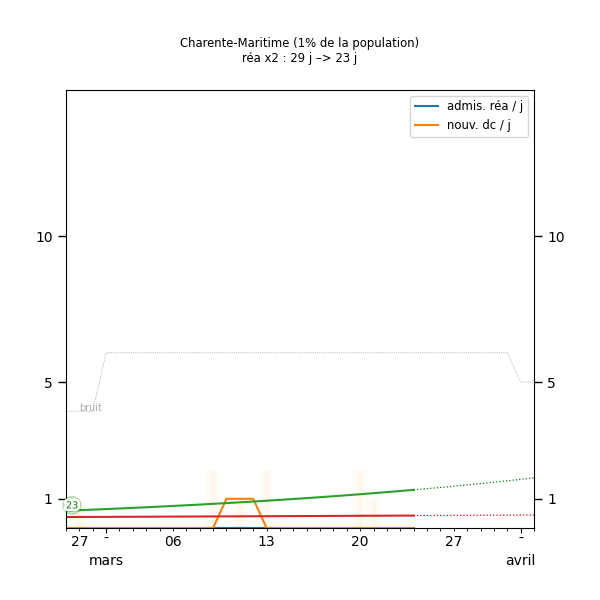 Charente-Maritime (1% de la population)
réa x2 : 29 j –> 23 j
admis. réa / j
nouv. dc / j
10 10
5 5
bruit
23
1 1
27 - 06 13 20 27 -
mars avril